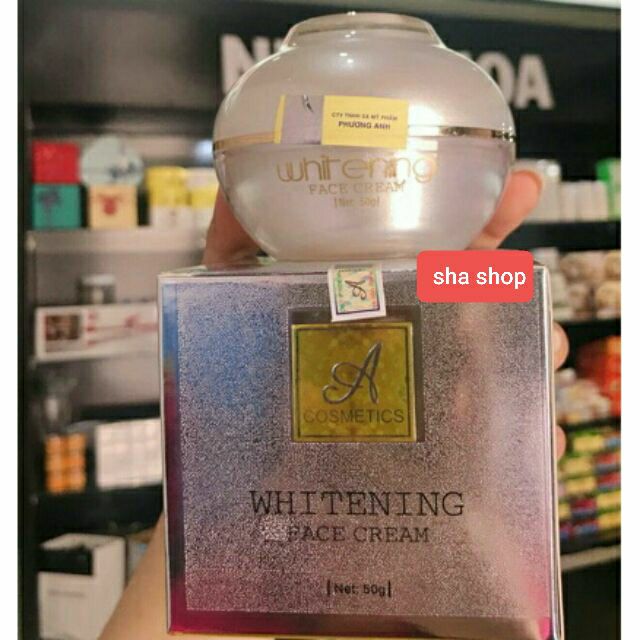 CTY TNHH SX MỸ PHẨM
PHƯƠNG ANH
whitening
FACE CREAM
[Net: 50g]
sha shop
A
A
COSMETICS
WHITENING
FACE CREAM
[Net: 50g]